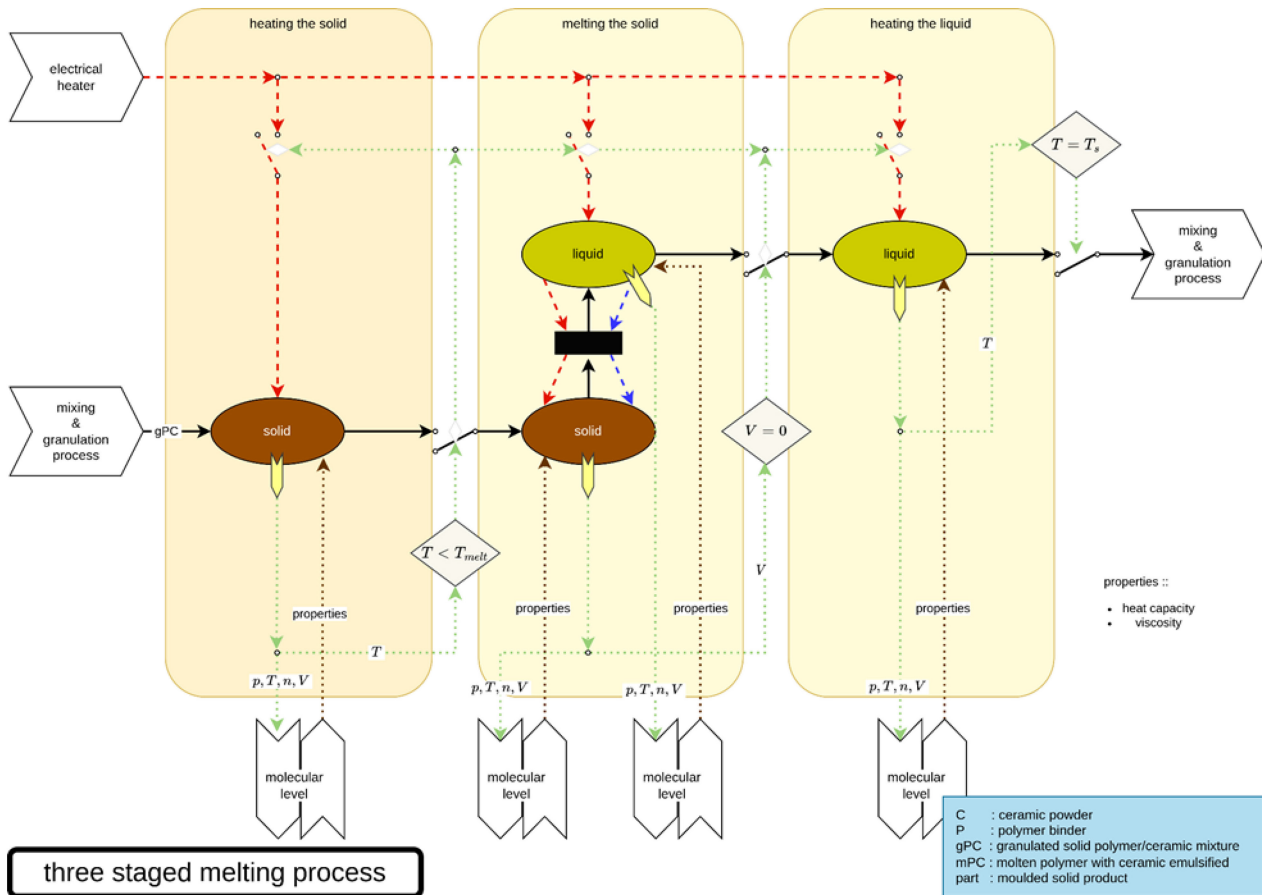 heating the solid
melting the solid
heating the liquid
electrical
heater
T = Tₛ
liquid
liquid
mixing
&
granulation
process
T
mixing
&
granulation
process
gPC
solid
solid
V = 0
T < Tₘₑₗₜ
V
properties ::
• heat capacity
• viscosity
properties
properties
properties
properties
T
p, T, n, V
p, T, n, V
p, T, n, V
p, T, n, V
molecular
level
molecular
level
molecular
level
molecular
level
C : ceramic powder
P : polymer binder
gPC : granulated solid polymer/ceramic mixture
mPC : molten polymer with ceramic emulsified
part : moulded solid product
three staged melting process